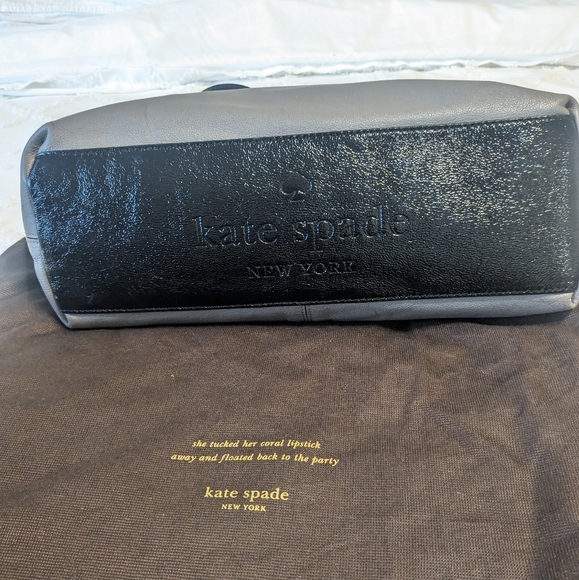 kate spade
NEW YORK
she tucked her coral lipstick
away and floated back to the party
kate spade
NEW YORK